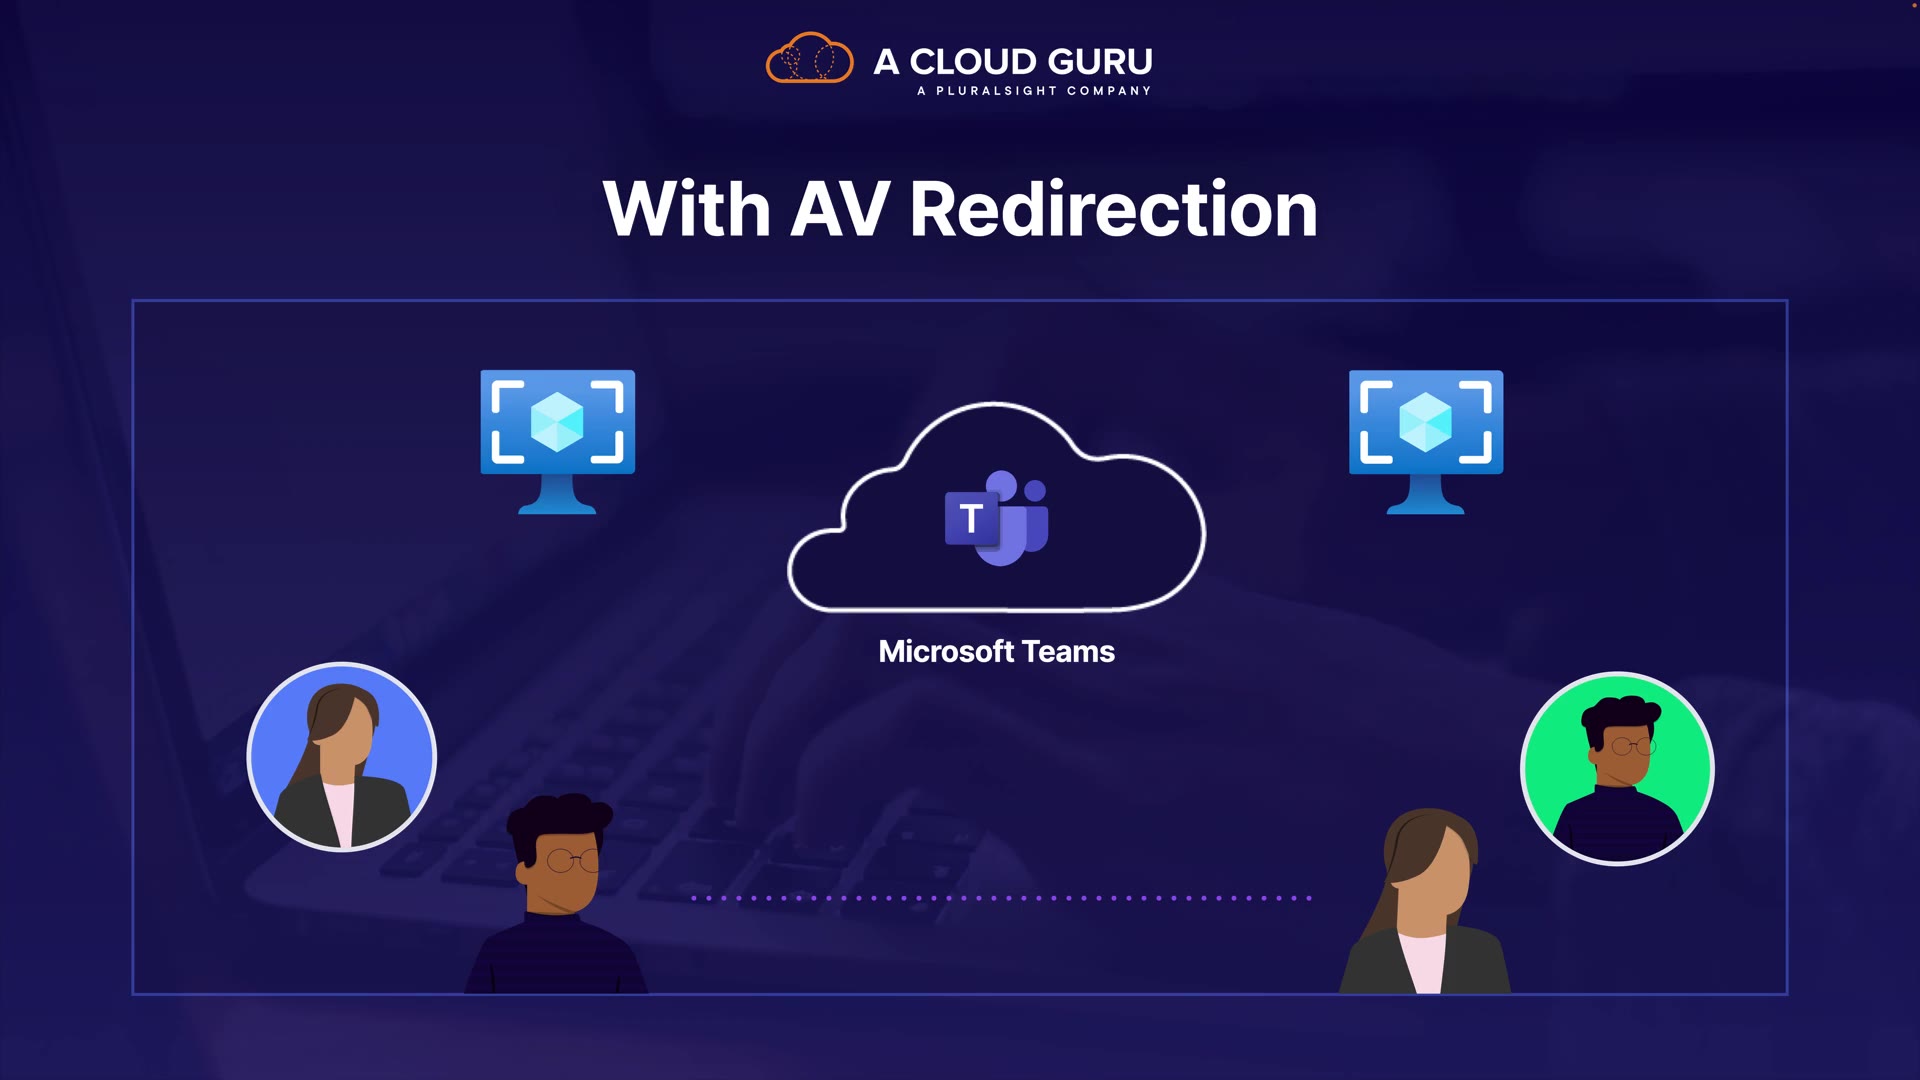 A CLOUD GURU
A PLURALSIGHT COMPANY
With AV Redirection
T
Microsoft Teams